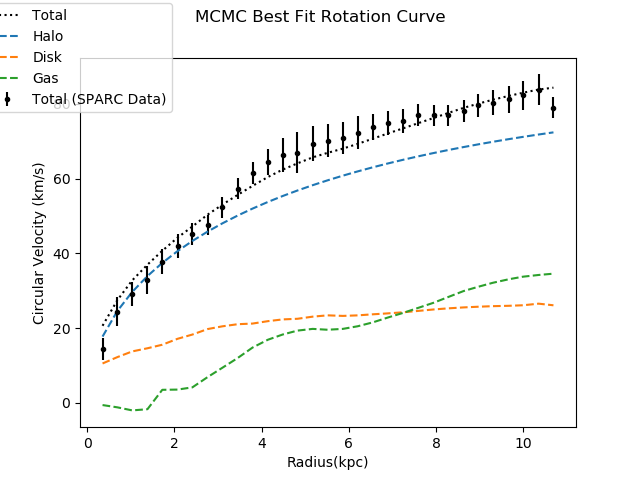 MCMC Best Fit Rotation Curve
Total
Halo
Disk
Gas
Total (SPARC Data)
80
60
40
20
0
Circular Velocity (km/s)
0 2 4 6 8 10
Radius(kpc)